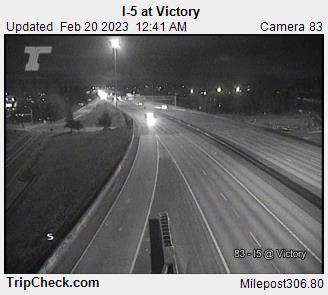 I-5 at Victory
Updated Feb 20 2023 12:41 AM Camera 83
T
S
83 - I5 @ Victory
TripCheck.com Milepost306.80